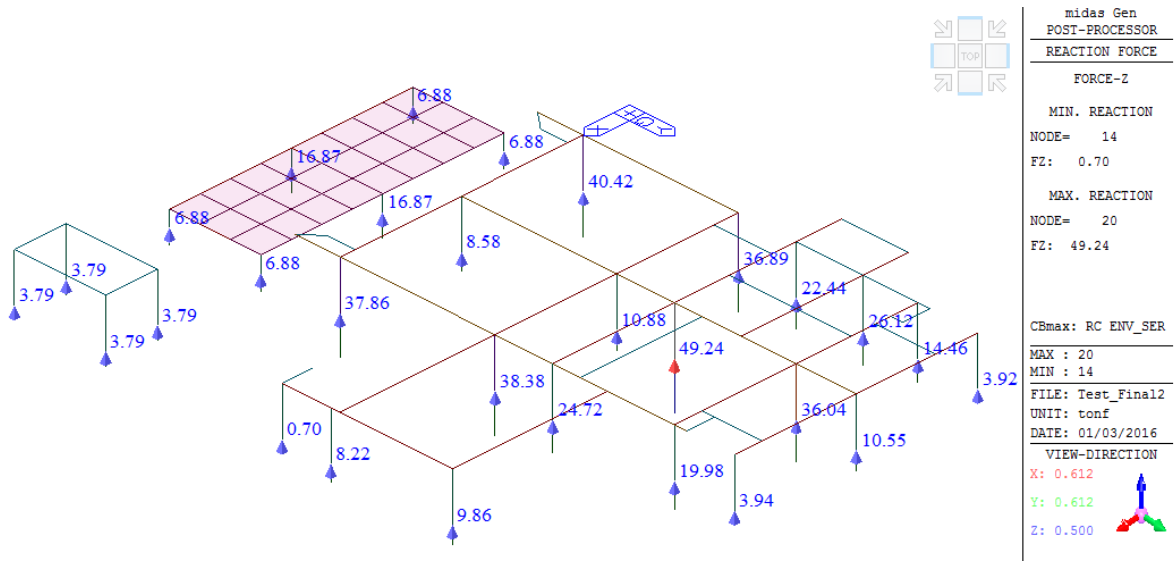 midas Gen
POST-PROCESSOR
REACTION FORCE
FORCE-Z
MIN. REACTION
NODE= 14
FZ: 0.70
MAX. REACTION
NODE= 20
FZ: 49.24
CBmax: RC ENV_SER
MAX : 20
MIN : 14
FILE: Test_Final2
UNIT: tonf
DATE: 01/03/2016
VIEW-DIRECTION
X: 0.612
Y: 0.612
Z: 0.500
TOP
6.88
6.88
16.87
40.42
16.87
6.88
8.58
6.88
3.79
3.79
3.79
3.79
37.86
36.89
22.44
26.12
10.88
49.24
14.46
3.92
38.38
24.72
36.04
10.55
0.70
8.22
19.98
3.94
9.86